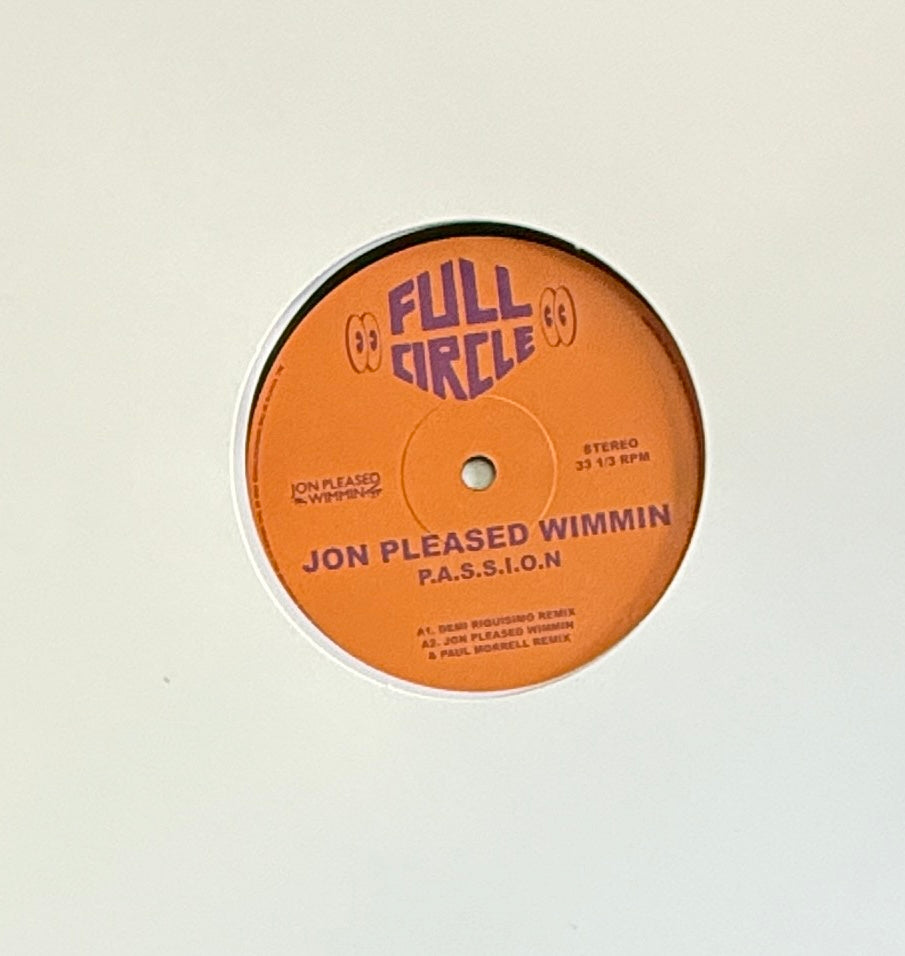 FULL
CIRCLE
STEREO
33 1/3 RPM
JON PLEASED
WIMMIN
JON PLEASED WIMMIN
P.A.S.S.I.O.N
A1. DEMI RIQUISIMO REMIX
A2. JON PLEASED WIMMIN
& PAUL MORRELL REMIX